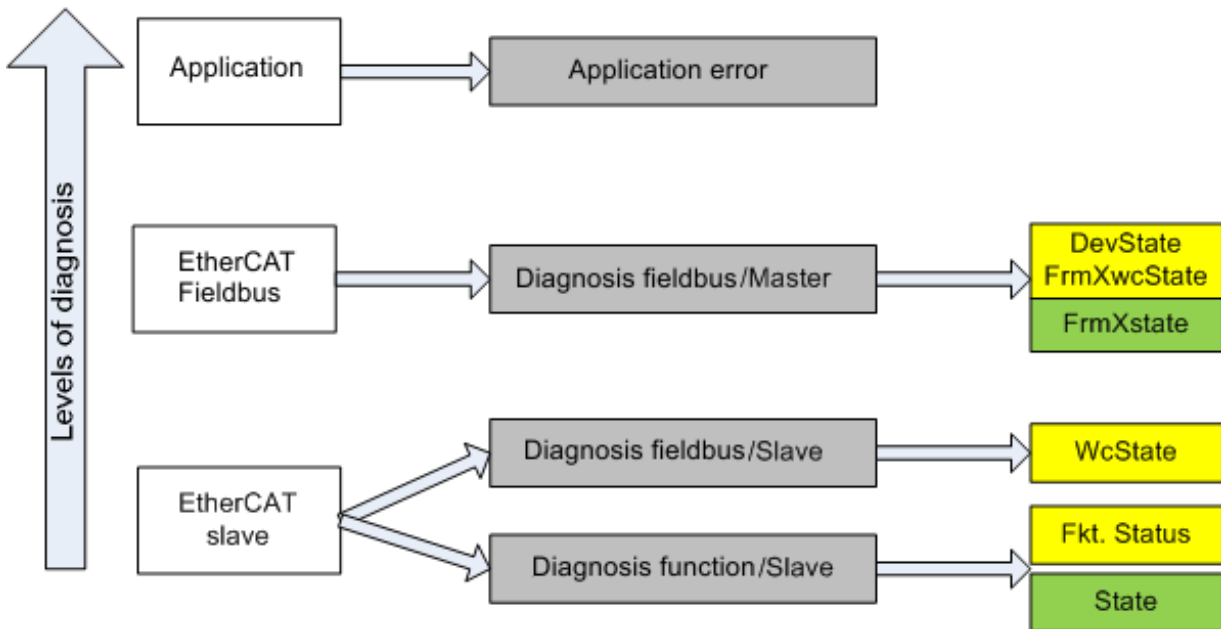 Levels of diagnosis
Application
Application error
EtherCAT
Fieldbus
Diagnosis fieldbus/Master
DevState
FrmXwcState
FrmXstate
EtherCAT
slave
Diagnosis fieldbus/Slave
WcState
Diagnosis function/Slave
Fkt. Status
State